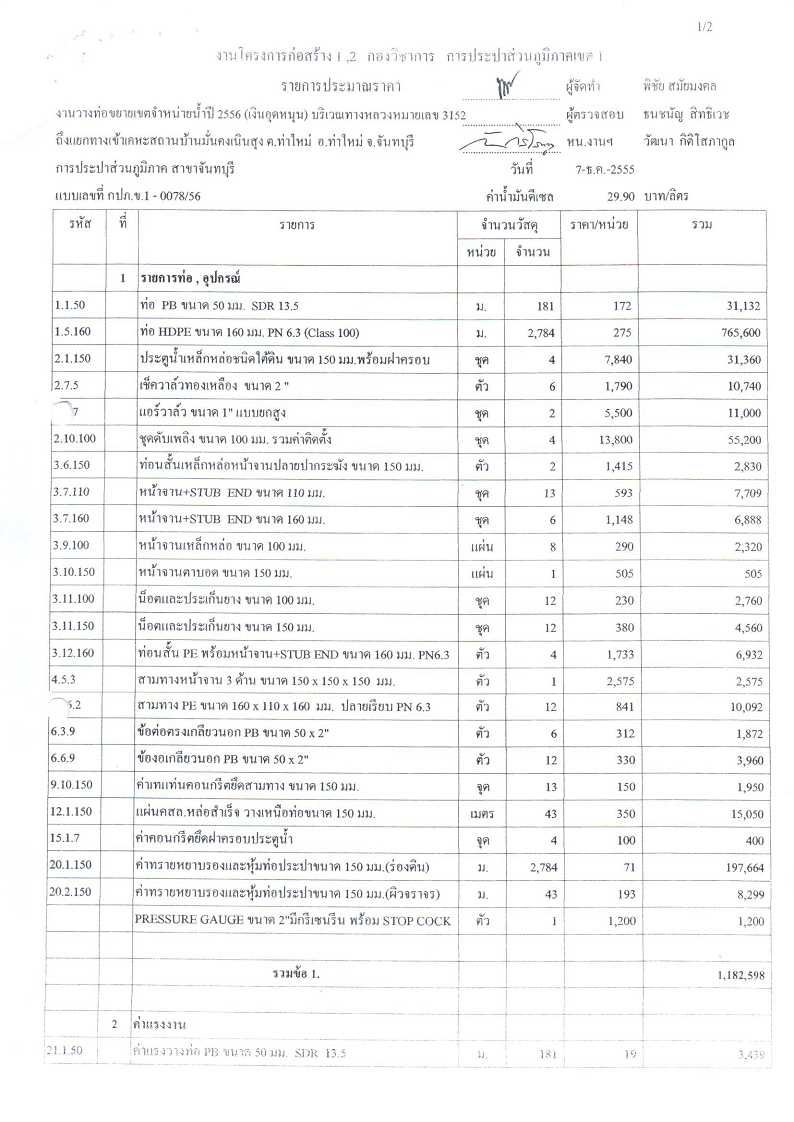 1/2
งานโครงการก่อสร้าง 1 ,2 กองวิชาการ การประปาส่วนภูมิภาคเขต 1
รายการประมาณราคา ผู้จัดทำ พิชัย สมัยมงคล
งานวางท่อขยายเขตจำหน่ายน้ำปี 2556 (เงินอุดหนุน) บริเวณทางหลวงหมายเลข 3152 ผู้ตรวจสอบ ธนชนัญ สิทธิเวช
ถึงแยกทางเข้าเคหะสถานบ้านมั่นคงเนินสูง ต.ท่าใหม่ อ.ท่าใหม่ จ.จันทบุรี หน.งานฯ วัฒนา กิติโสภากูล
การประปาส่วนภูมิภาค สาขาจันทบุรี วันที่ 7-ธ.ค.-2555
แบบเลขที่ กปภ.ข.1 - 0078/56 ค่าน้ำมันดีเซล 29.90 บาท/ลิตร
รหัส ที่ รายการ จำนวนวัสดุ ราคา/หน่วย รวม
หน่วย จำนวน
1 รายการท่อ , อุปกรณ์
1.1.50 ท่อ PB ขนาด 50 มม. SDR 13.5 ม. 181 172 31,132
1.5.160 ท่อ HDPE ขนาด 160 มม. PN 6.3 (Class 100) ม. 2,784 275 765,600
2.1.150 ประตูน้ำเหล็กหล่อชนิดใต้ดิน ขนาด 150 มม.พร้อมฝาครอบ ชุด 4 7,840 31,360
2.7.5 เช็ควาล์วทองเหลือง ขนาด 2 " ตัว 6 1,790 10,740
7 แอร์วาล์ว ขนาด 1" แบบยกสูง ชุด 2 5,500 11,000
2.10.100 ชุดดับเพลิง ขนาด 100 มม. รวมค่าติดตั้ง ชุด 4 13,800 55,200
3.6.150 ท่อนสั้นเหล็กหล่อหน้าจานปลายปากระฆัง ขนาด 150 มม. ตัว 2 1,415 2,830
3.7.110 หน้าจาน+STUB END ขนาด 110 มม. ชุด 13 593 7,709
3.7.160 หน้าจาน+STUB END ขนาด 160 มม. ชุด 6 1,148 6,888
3.9.100 หน้าจานเหล็กหล่อ ขนาด 100 มม. แผ่น 8 290 2,320
3.10.150 หน้าจานตาบอด ขนาด 150 มม. แผ่น 1 505 505
3.11.100 น็อตและประเก็นยาง ขนาด 100 มม. ชุด 12 230 2,760
3.11.150 น็อตและประเก็นยาง ขนาด 150 มม. ชุด 12 380 4,560
3.12.160 ท่อนสั้น PE พร้อมหน้าจาน+STUB END ขนาด 160 มม. PN6.3 ตัว 4 1,733 6,932
4.5.3 สามทางหน้าจาน 3 ด้าน ขนาด 150 x 150 x 150 มม. ตัว 1 2,575 2,575
5.2 สามทาง PE ขนาด 160 x 110 x 160 มม. ปลายเรียบ PN 6.3 ตัว 12 841 10,092
6.3.9 ข้อต่อตรงเกลียวนอก PB ขนาด 50 x 2" ตัว 6 312 1,872
6.6.9 ข้องอเกลียวนอก PB ขนาด 50 x 2" ตัว 12 330 3,960
9.10.150 ค่าเทแท่นคอนกรีตยึดสามทาง ขนาด 150 มม. จุด 13 150 1,950
12.1.150 แผ่นคสล.หล่อสำเร็จ วางเหนือท่อขนาด 150 มม. เมตร 43 350 15,050
15.1.7 ค่าคอนกรีตยึดฝาครอบประตูน้ำ จุด 4 100 400
20.1.150 ค่าทรายหยาบรองและหุ้มท่อประปาขนาด 150 มม.(ร่องดิน) ม. 2,784 71 197,664
20.2.150 ค่าทรายหยาบรองและหุ้มท่อประปาขนาด 150 มม.(ผิวจราจร) ม. 43 193 8,299
PRESSURE GAUGE ขนาด 2"มีกรีเซนรีน พร้อม STOP COCK ตัว 1 1,200 1,200
รวมข้อ 1. 1,182,598
2 ค่าแรงงาน
21.1.50 ค่าแรงวางท่อ PB ขนาด 50 มม. SDR 13.5 ม. 181 19 3,439